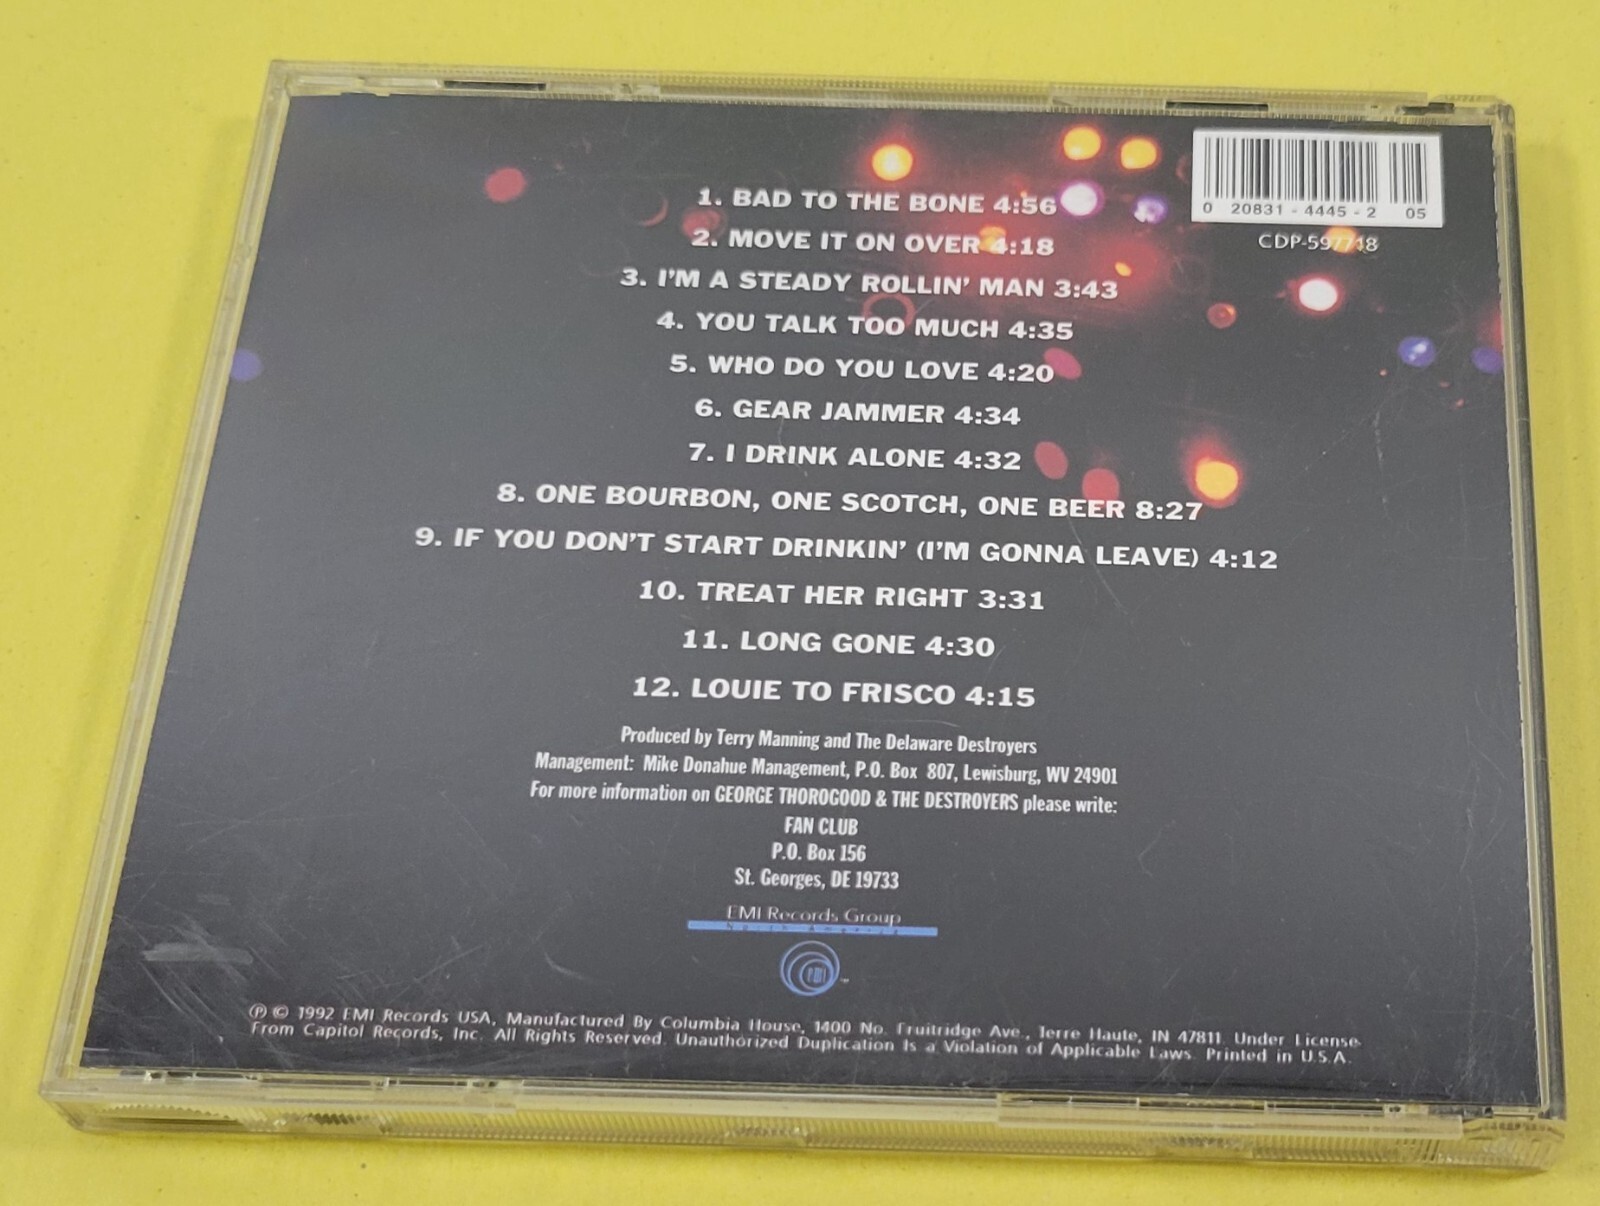 0 20831 - 4445 - 2 05
CDP-597718
1. BAD TO THE BONE 4:56
2. MOVE IT ON OVER 4:18
3. I'M A STEADY ROLLIN' MAN 3:43
4. YOU TALK TOO MUCH 4:35
5. WHO DO YOU LOVE 4:20
6. GEAR JAMMER 4:34
7. I DRINK ALONE 4:32
8. ONE BOURBON, ONE SCOTCH, ONE BEER 8:27
9. IF YOU DON'T START DRINKIN' (I'M GONNA LEAVE) 4:12
10. TREAT HER RIGHT 3:31
11. LONG GONE 4:30
12. LOUIE TO FRISCO 4:15
Produced by Terry Manning and The Delaware Destroyers
Management: Mike Donahue Management, P.O. Box 807, Lewisburg, WV 24901
For more information on GEORGE THOROGOOD & THE DESTROYERS please write:
FAN CLUB
P.O. Box 156
St. Georges, DE 19733
EMI Records Group
North America
EMI
℗ © 1992 EMI Records USA, Manufactured By Columbia House, 1400 No. Fruitridge Ave., Terre Haute, IN 47811. Under License
From Capitol Records, Inc. All Rights Reserved. Unauthorized Duplication Is a Violation of Applicable Laws. Printed in U.S.A.